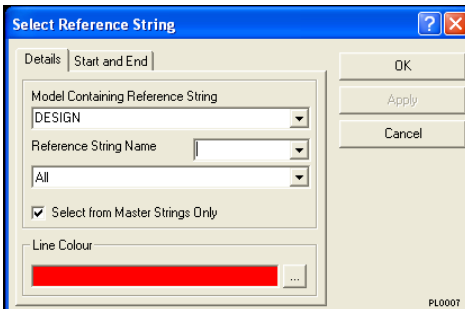 Select Reference String
Details
Start and End
OK
Apply
Cancel
Model Containing Reference String
DESIGN
Reference String Name
All
Select from Master Strings Only
Line Colour
...
PL0007